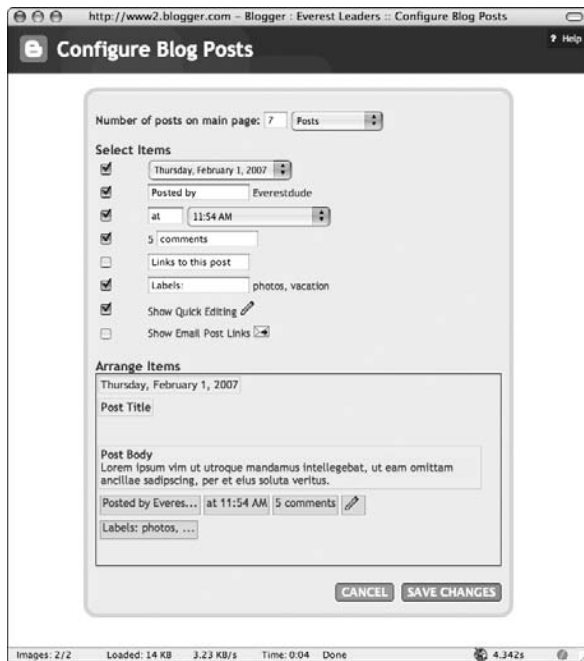 http://www2.blogger.com – Blogger : Everest Leaders :: Configure Blog Posts
Configure Blog Posts
? Help
Number of posts on main page: 7 Posts
Select Items
Thursday, February 1, 2007
Posted by Everestdude
at 11:54 AM
5 comments
Links to this post
Labels: photos, vacation
Show Quick Editing
Show Email Post Links
Arrange Items
Thursday, February 1, 2007
Post Title
Post Body
Lorem ipsum vim ut utroque mandamus intellegebat, ut eam omittam
ancillae sadipscing, per et eius soluta veritus.
Posted by Everes... at 11:54 AM 5 comments
Labels: photos, ...
CANCEL SAVE CHANGES
Images: 2/2 Loaded: 14 KB 3.23 KB/s Time: 0:04 Done 4.342s